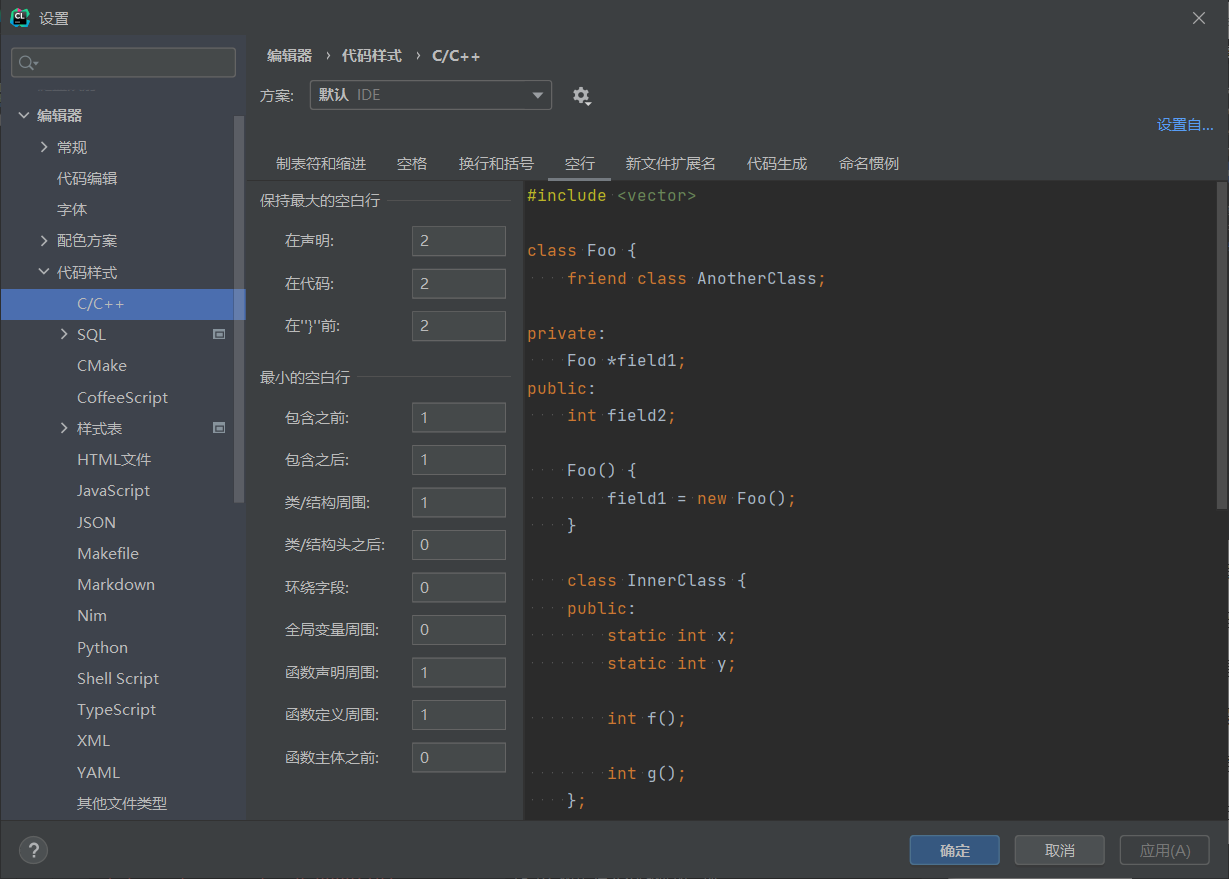 设置
编辑器 › 代码样式 › C/C++
方案: 默认 IDE
设置自...
编辑器
常规
代码编辑
字体
配色方案
代码样式
C/C++
SQL
CMake
CoffeeScript
样式表
HTML文件
JavaScript
JSON
Makefile
Markdown
Nim
Python
Shell Script
TypeScript
XML
YAML
其他文件类型
制表符和缩进 空格 换行和括号 空行 新文件扩展名 代码生成 命名惯例
保持最大的空白行
在声明: 2
在代码: 2
在"}"前: 2
最小的空白行
包含之前: 1
包含之后: 1
类/结构周围: 1
类/结构头之后: 0
环绕字段: 0
全局变量周围: 0
函数声明周围: 1
函数定义周围: 1
函数主体之前: 0
#include <vector>
class Foo {
friend class AnotherClass;
private:
Foo *field1;
public:
int field2;
Foo() {
field1 = new Foo();
}
class InnerClass {
public:
static int x;
static int y;
int f();
int g();
};
?
确定 取消 应用(A)